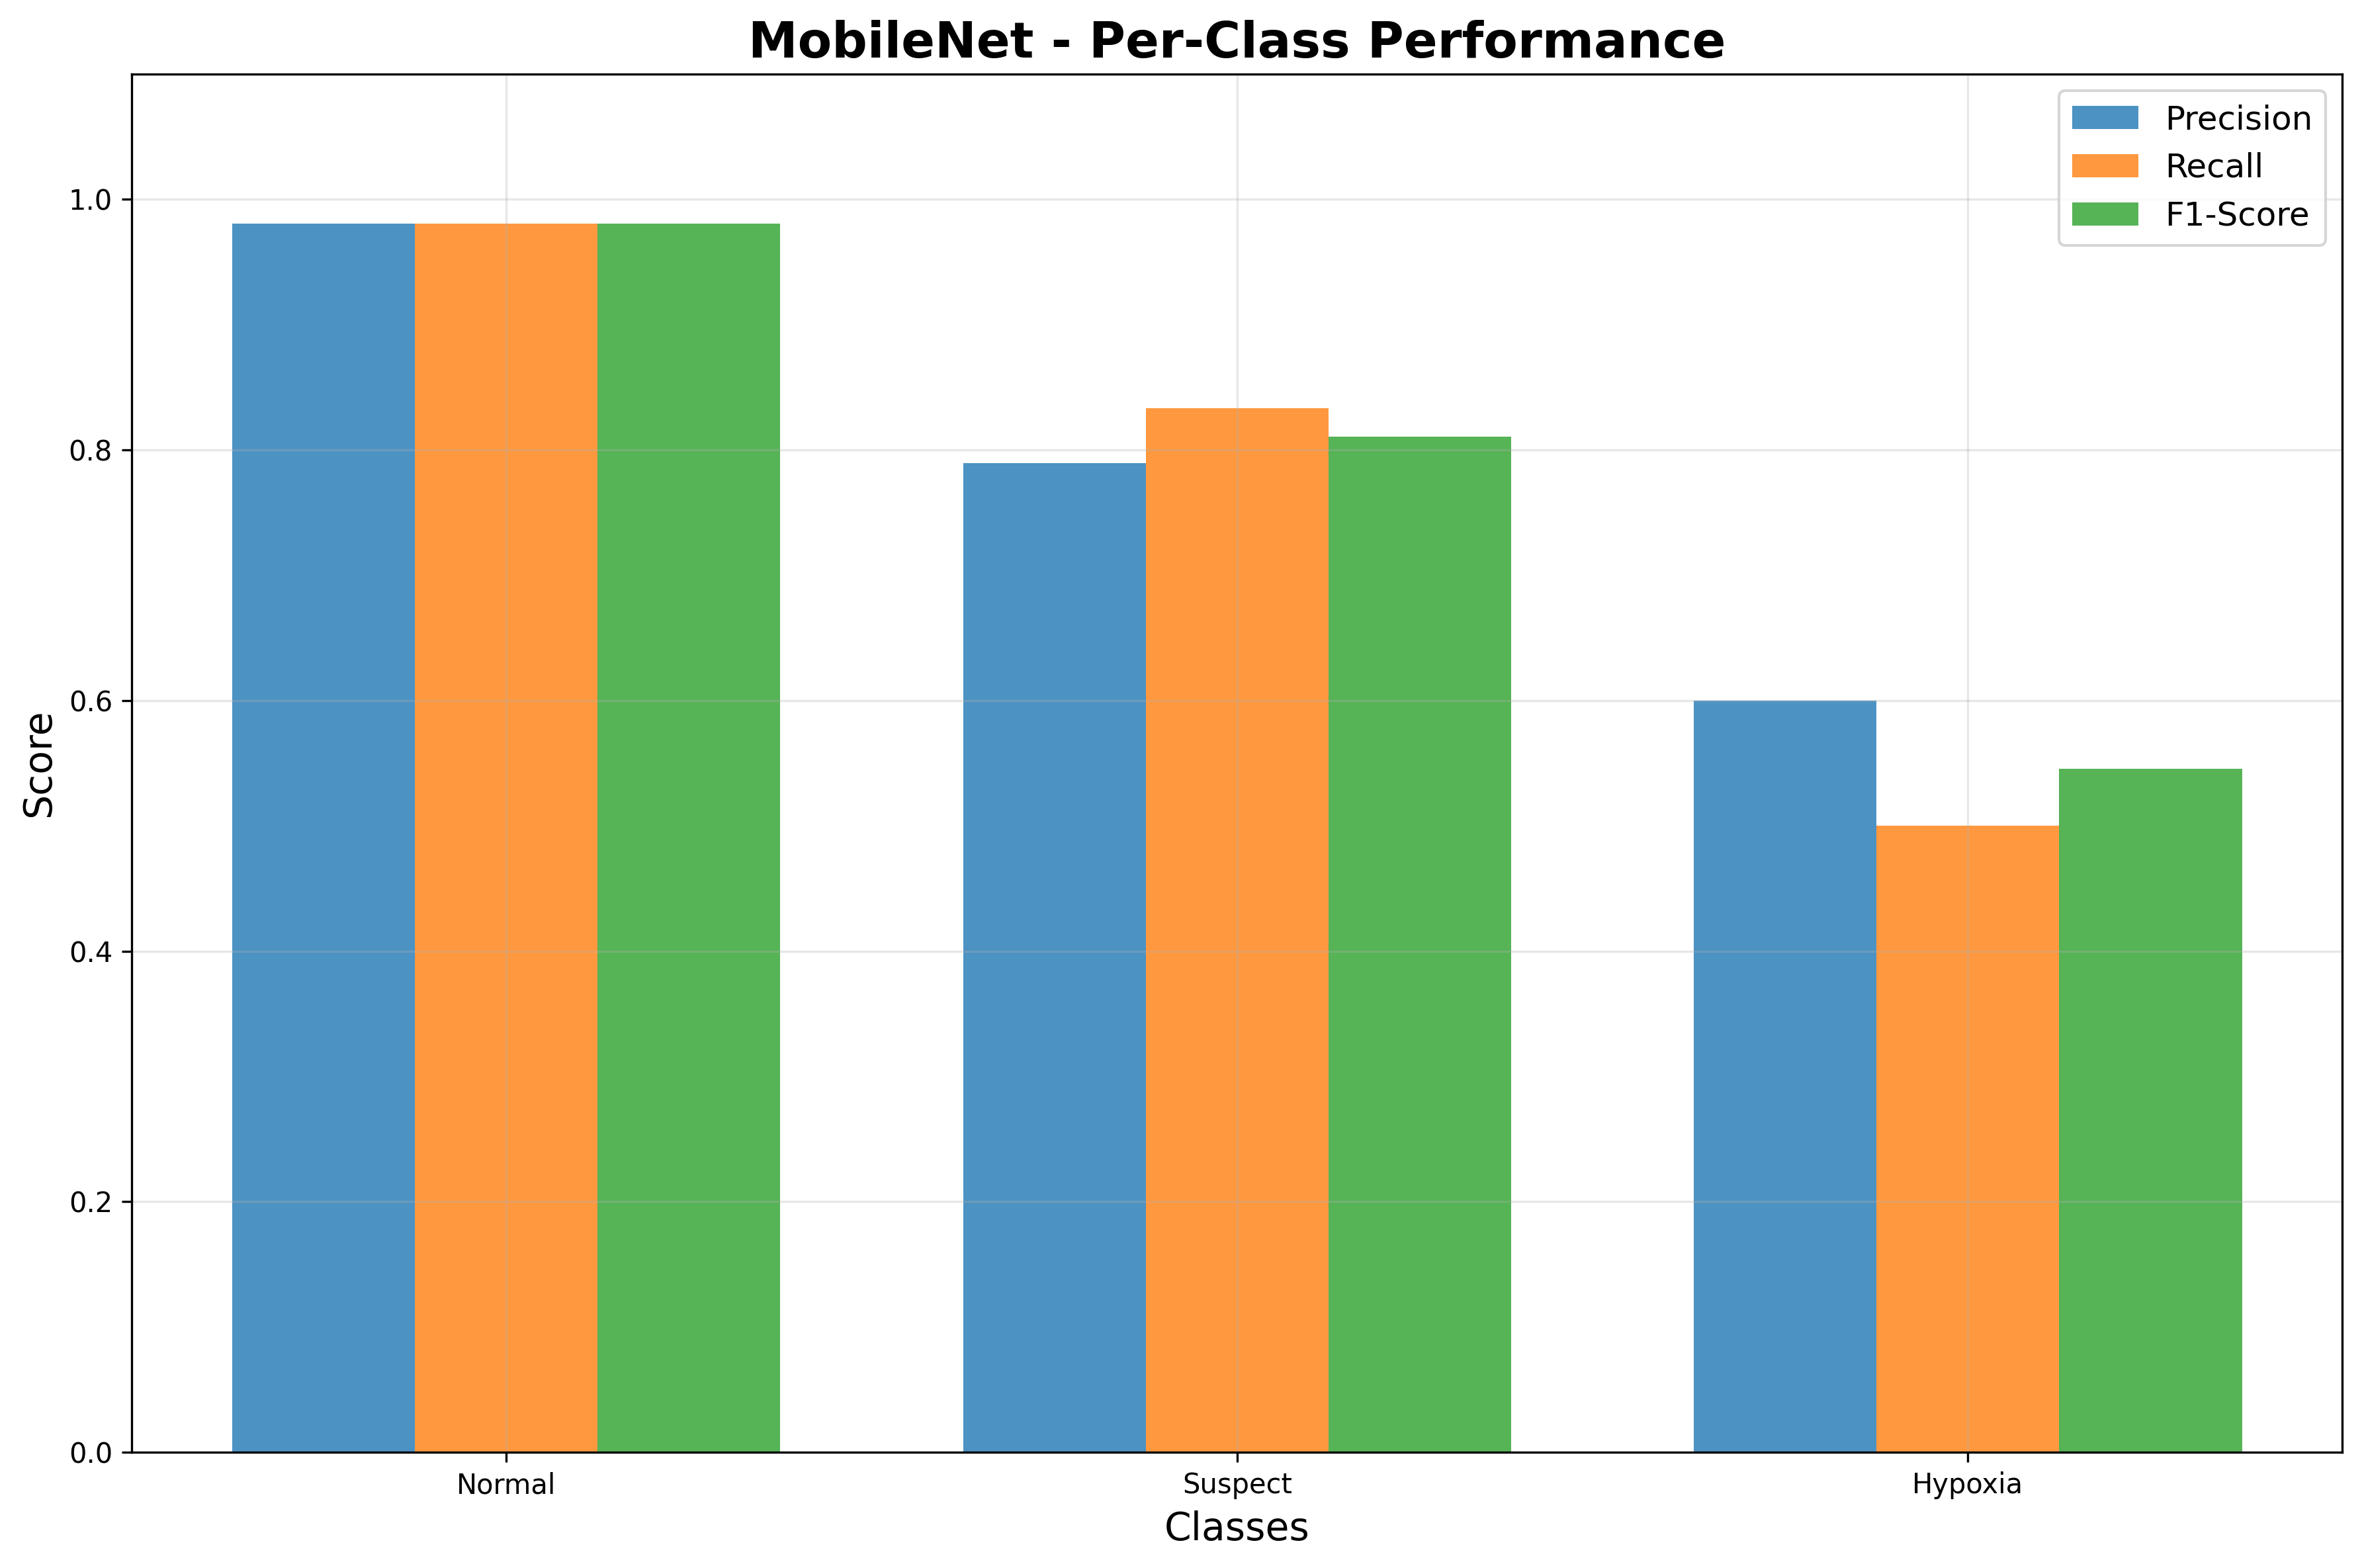 MobileNet - Per-Class Performance
Precision
Recall
F1-Score
1.0
0.8
0.6
0.4
0.2
0.0
Score
Normal
Suspect
Hypoxia
Classes